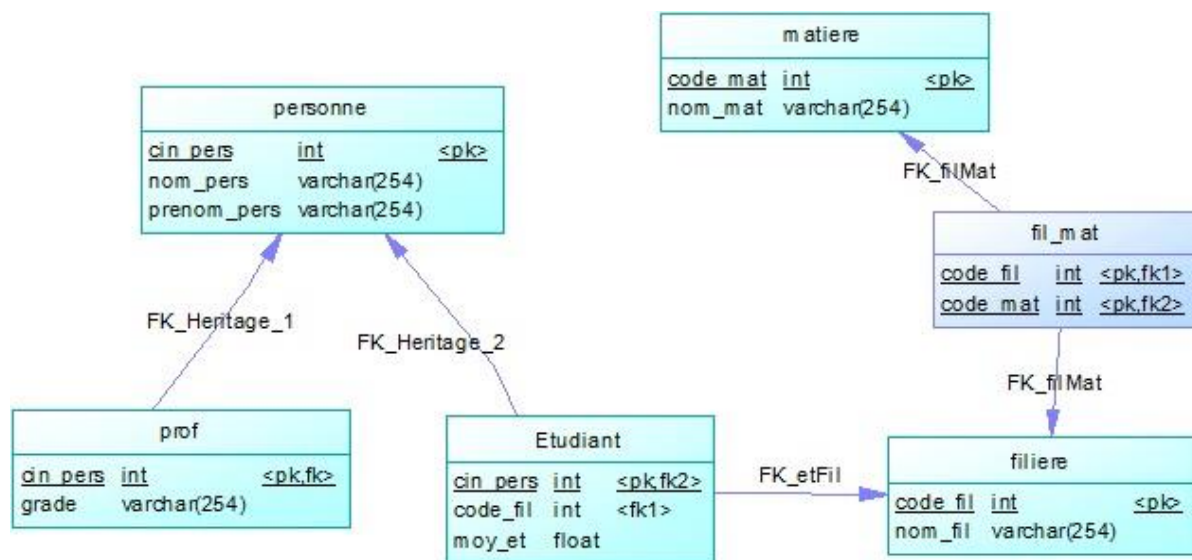 matiere
code_mat int <pk>
nom_mat varchar(254)
personne
cin_pers int <pk>
nom_pers varchar(254)
prenom_pers varchar(254)
FK_filMat
fil_mat
code_fil int <pk,fk1>
code_mat int <pk,fk2>
FK_Heritage_1
FK_Heritage_2
FK_filMat
prof
cin_pers int <pk,fk>
grade varchar(254)
Etudiant
cin_pers int <pk,fk2>
code_fil int <fk1>
moy_et float
FK_etFil
filiere
code_fil int <pk>
nom_fil varchar(254)